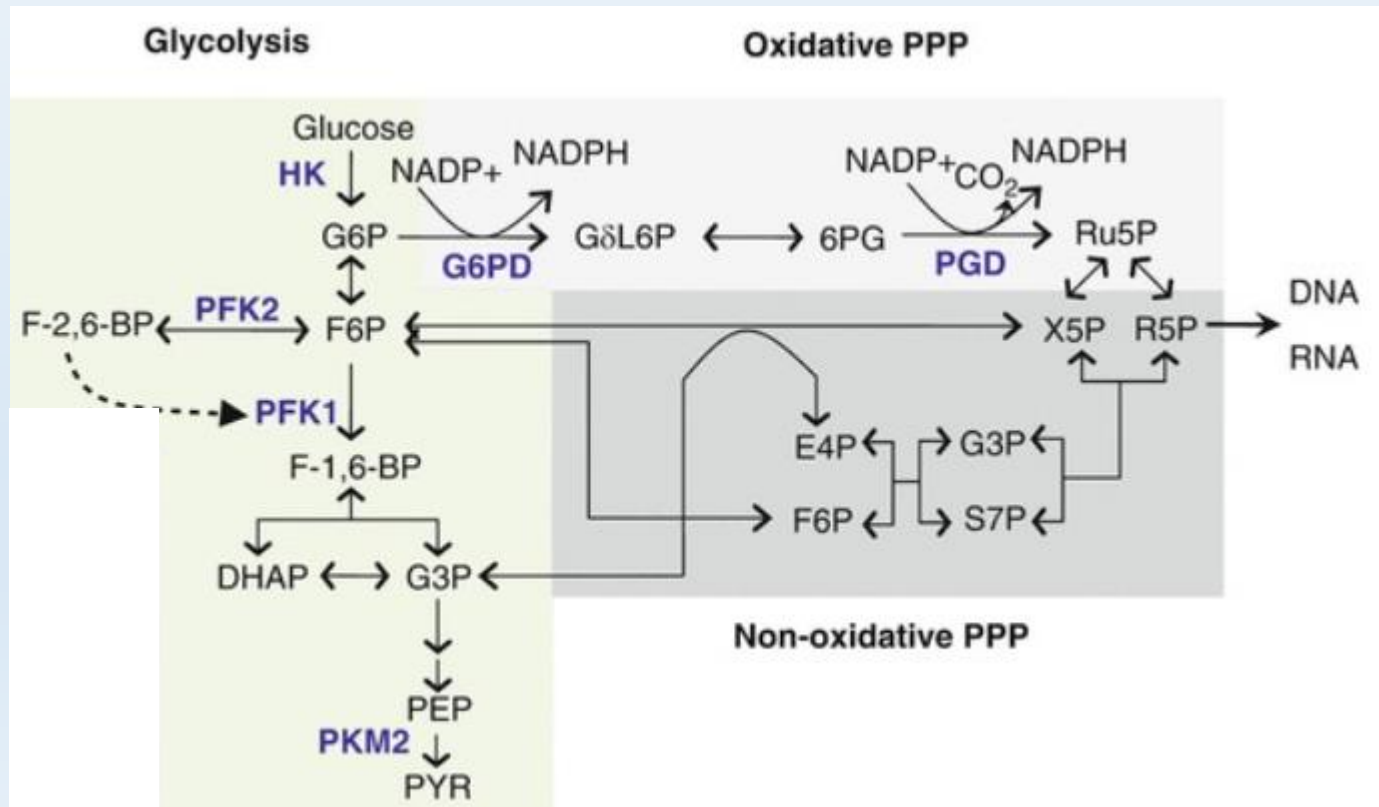 Glycolysis
Oxidative PPP
Glucose
HK
NADP+
NADPH
NADP+
CO2
NADPH
G6P
G6PD
GδL6P
6PG
PGD
Ru5P
F-2,6-BP
PFK2
F6P
X5P
R5P
DNA
RNA
PFK1
F-1,6-BP
E4P
G3P
F6P
S7P
DHAP
G3P
Non-oxidative PPP
PEP
PKM2
PYR